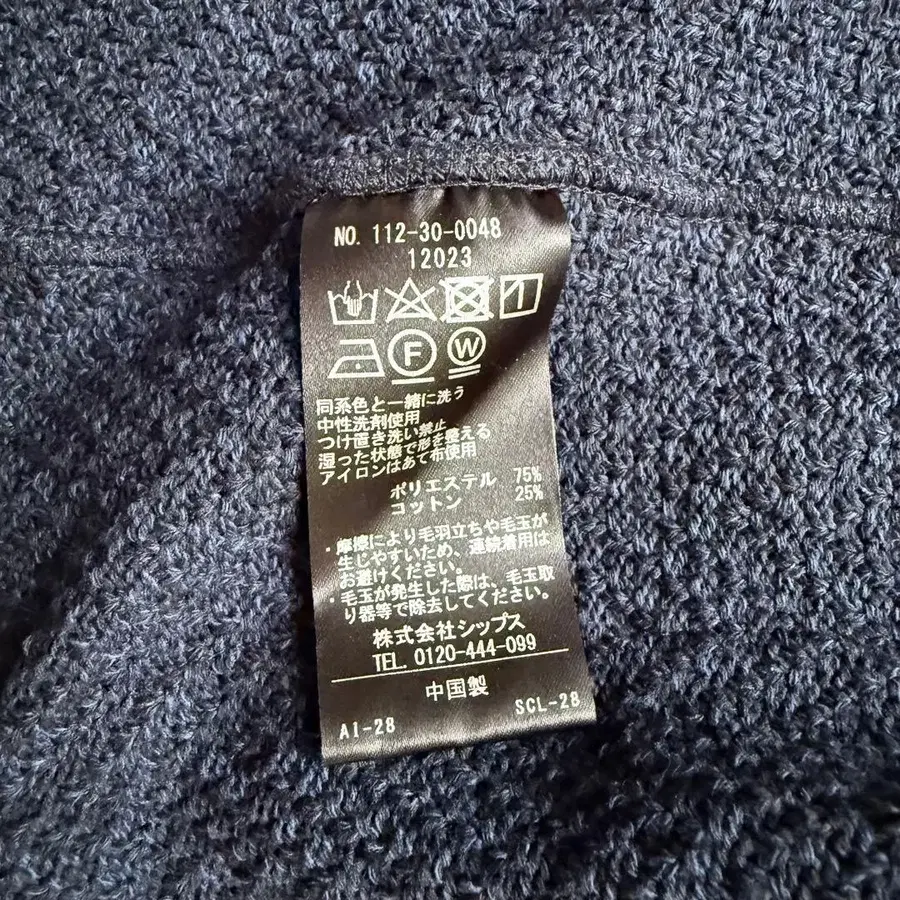 NO. 112-30-0048
12023
F W
同系色と一緒に洗う
中性洗剤使用
つけ置き洗い禁止
湿った状態で形を整える
アイロンはあて布使用
ポリエステル 75%
コットン 25%
・摩擦により毛羽立ちや毛玉が
生じやすいため、連続着用は
お避けください。
・毛玉が発生した際は、毛玉取
り器等で除去してください。
株式会社シップス
TEL. 0120-444-099
中国製
AI-28 SCL-28